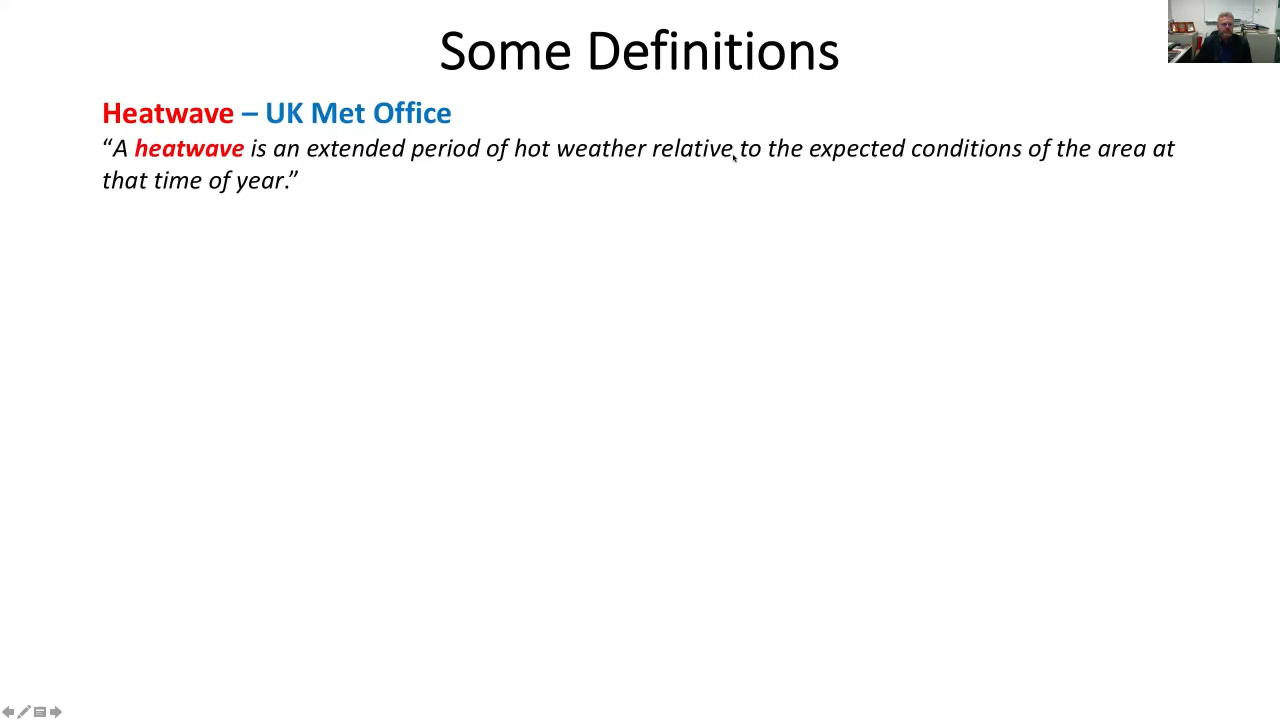 Some Definitions
Heatwave – UK Met Office
“A heatwave is an extended period of hot weather relative to the expected conditions of the area at
that time of year.”